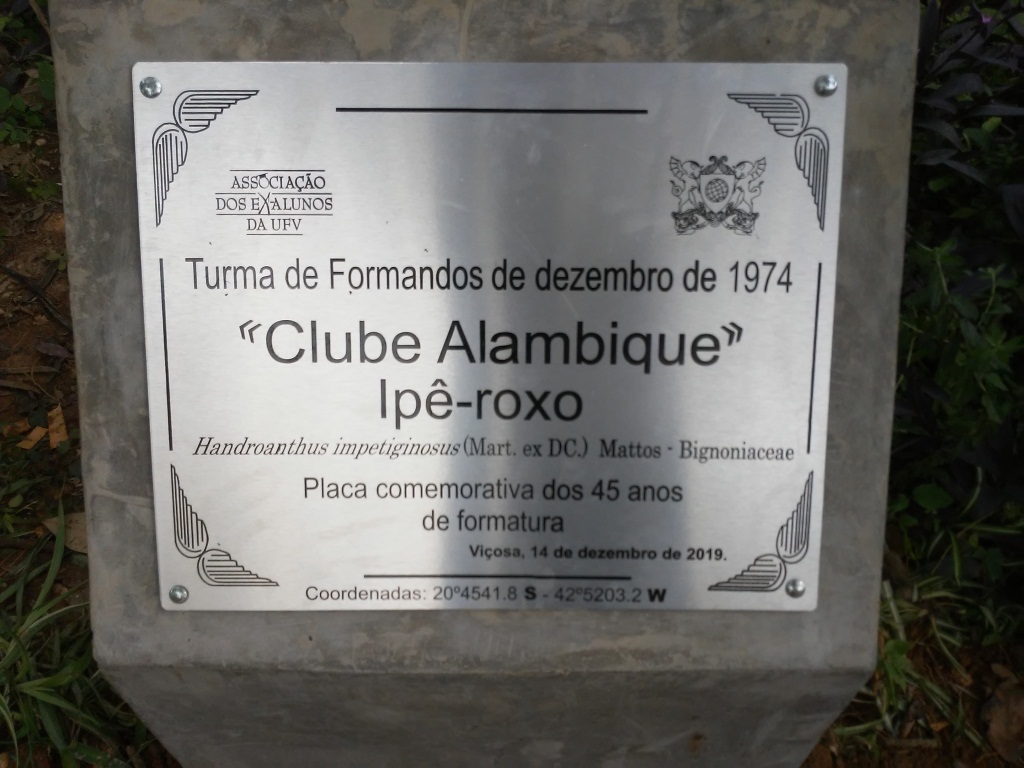 ASSOCIAÇÃO
DOS EXALUNOS
DA UFV
Turma de Formandos de dezembro de 1974
“Clube Alambique”
Ipê-roxo
Handroanthus impetiginosus (Mart. ex DC.) Mattos - Bignoniaceae
Placa comemorativa dos 45 anos
de formatura
Viçosa, 14 de dezembro de 2019.
Coordenadas: 20º4541.8 S - 42º5203.2 W